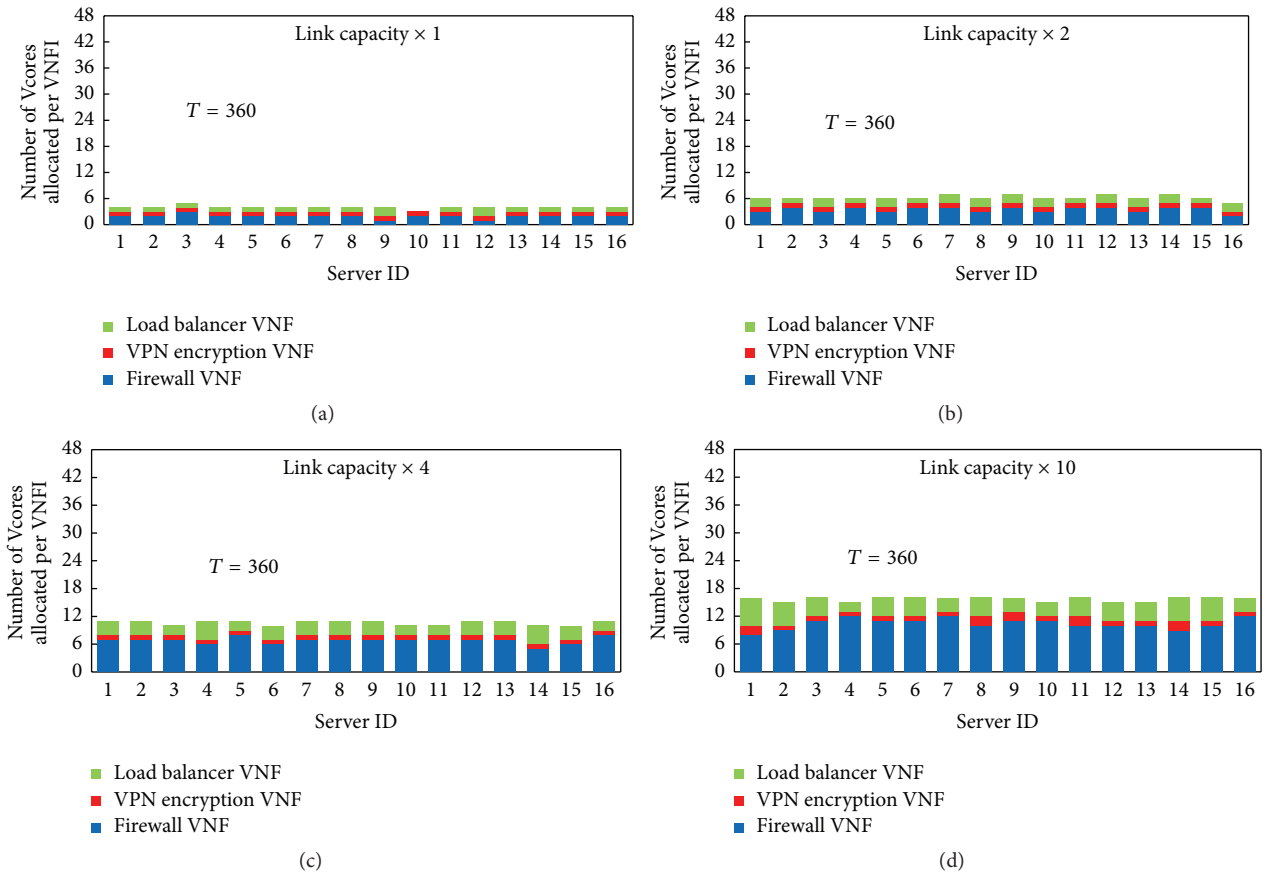 48
42
36
30
24
18
12
6
0
Number of Vcores
allocated per VNFI
Link capacity × 1
T = 360
1 2 3 4 5 6 7 8 9 10 11 12 13 14 15 16
Server ID
Load balancer VNF
VPN encryption VNF
Firewall VNF
(a)
48
42
36
30
24
18
12
6
0
Number of Vcores
allocated per VNFI
Link capacity × 2
T = 360
1 2 3 4 5 6 7 8 9 10 11 12 13 14 15 16
Server ID
Load balancer VNF
VPN encryption VNF
Firewall VNF
(b)
48
42
36
30
24
18
12
6
0
Number of Vcores
allocated per VNFI
Link capacity × 4
T = 360
1 2 3 4 5 6 7 8 9 10 11 12 13 14 15 16
Server ID
Load balancer VNF
VPN encryption VNF
Firewall VNF
(c)
48
42
36
30
24
18
12
6
0
Number of Vcores
allocated per VNFI
Link capacity × 10
T = 360
1 2 3 4 5 6 7 8 9 10 11 12 13 14 15 16
Server ID
Load balancer VNF
VPN encryption VNF
Firewall VNF
(d)